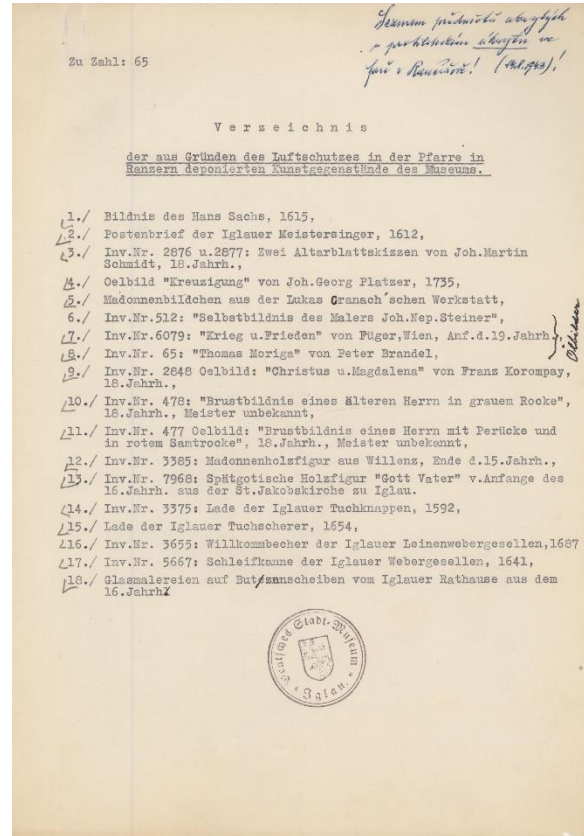 Zu Zahl: 65
Seznam předmětů
v protileteckém úkrytu ve
faře v
V e r z e i c h n i s
der aus Gründen des Luftschutzes in der Pfarre in
Ranzern deponierten Kunstgegenstände des Museums.
1./ Bildnis des Hans Sachs, 1615,
2./ Postenbrief der Iglauer Meistersinger, 1612,
3./ Inv.Nr. 2876 u.2877: Zwei Altarblattskizzen von Joh.Martin
Schmidt, 18.Jahrh.,
4./ Oelbild "Kreuzigung" von Joh.Georg Platzer, 1735,
5./ Madonnenbildchen aus der Lukas Cranach'schen Werkstatt,
6./ Inv.Nr.512: "Selbstbildnis des Malers Joh.Nep.Steiner",
7./ Inv.Nr.6079: "Krieg u.Frieden" von Füger,Wien, Anf.d.19.Jahrh.,
8./ Inv.Nr. 65: "Thomas Moriga" von Peter Brandel,
Ölbilder
9./ Inv.Nr. 2848 Oelbild: "Christus u.Magdalena" von Franz Korompay,
18.Jahrh.,
10./ Inv.Nr. 478: "Brustbildnis eines älteren Herrn in grauem Rocke",
18.Jahrh., Meister unbekannt,
11./ Inv.Nr. 477 Oelbild: "Brustbildnis eines Herrn mit Perücke und
in rotem Samtrocke", 18.Jahrh., Meister unbekannt,
12./ Inv.Nr. 3385: Madonnenholzfigur aus Willenz, Ende d.15.Jahrh.,
13./ Inv.Nr. 7968: Spätgotische Holzfigur "Gott Vater" v.Anfange des
16.Jahrh. aus der St.Jakobskirche zu Iglau.
14./ Inv.Nr. 3375: Lade der Iglauer Tuchknappen, 1592,
15./ Lade der Iglauer Tuchscherer, 1654,
16./ Inv.Nr. 3655: Willkommbecher der Iglauer Leinenwebergesellen,1687
17./ Inv.Nr. 5667: Schleifkanne der Iglauer Webergesellen, 1641,
18./ Glasmalereien auf Butzenscheiben vom Iglauer Rathause aus dem
16.Jahrh.
Deutsches Stadt-Museum
Iglau.